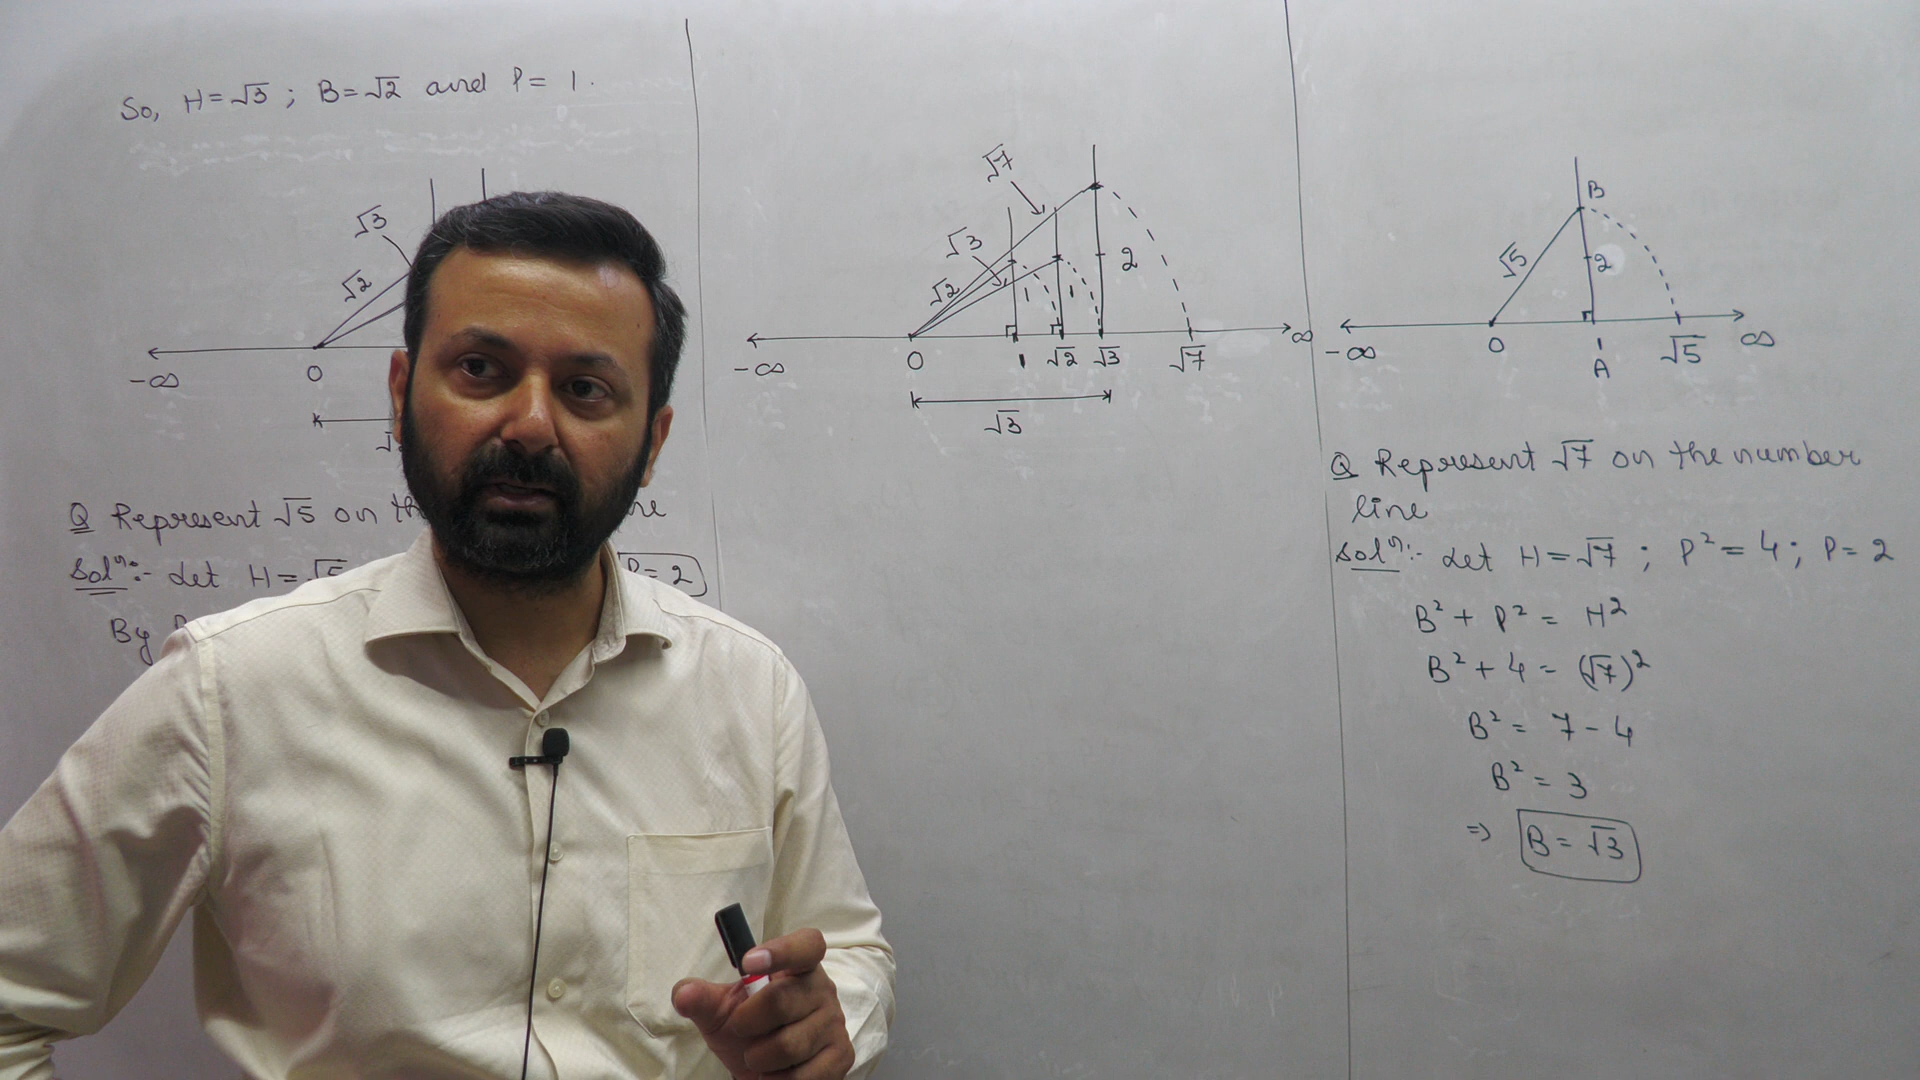 So, H = √3 ; B = √2 and P = 1 .
√3
√2
-∞
0
Q Represent √5 on
Solⁿ:- Let H =
P = 2
By
√7
√3
√2
1
1
2
-∞
0
1
√2
√3
√7
∞
√3
B
√5
2
-∞
0
A
√5
∞
Q Represent √7 on the number
line
Solⁿ:- Let H = √7 ; P² = 4 ; P = 2
B² + P² = H²
B² + 4 = (√7)²
B² = 7 - 4
B² = 3
⇒ B = √3